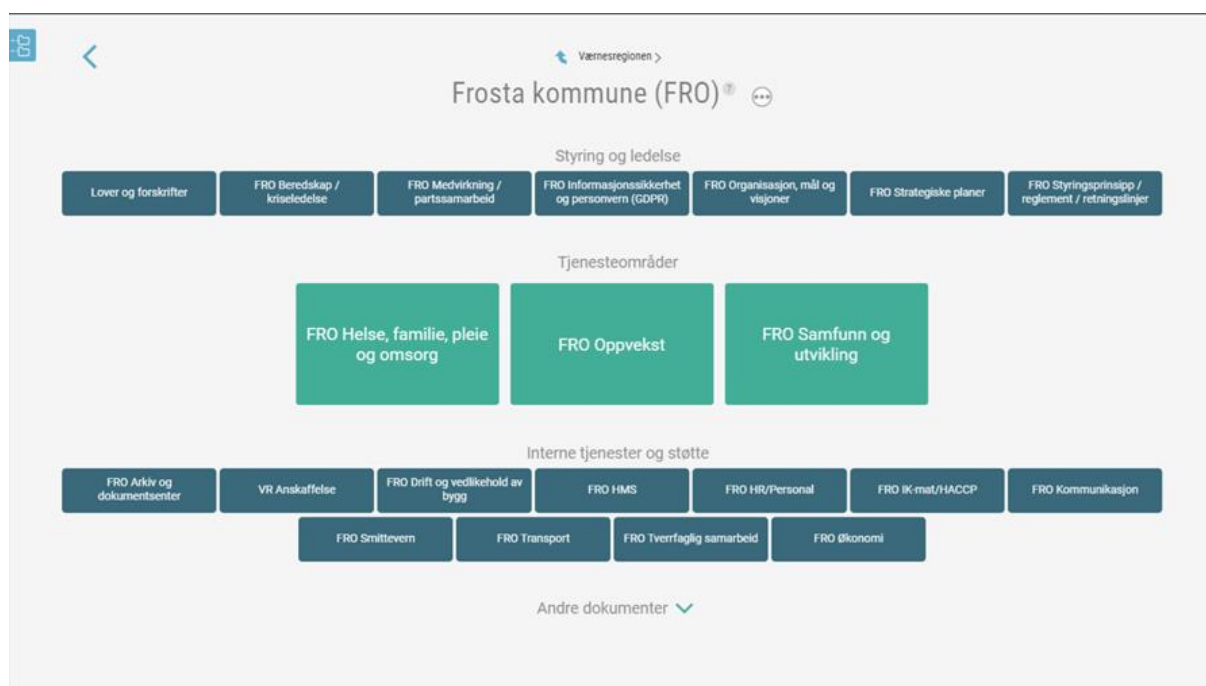 Værnesregionen >
Frosta kommune (FRO) ?
Styring og ledelse
Lover og forskrifter
FRO Beredskap /
kriseledelse
FRO Medvirkning /
partssamarbeid
FRO Informasjonssikkerhet
og personvern (GDPR)
FRO Organisasjon, mål og
visjoner
FRO Strategiske planer
FRO Styringsprinsipp /
reglement / retningslinjer
Tjenesteområder
FRO Helse, familie, pleie
og omsorg
FRO Oppvekst
FRO Samfunn og
utvikling
Interne tjenester og støtte
FRO Arkiv og
dokumentsenter
VR Anskaffelse
FRO Drift og vedlikehold av
bygg
FRO HMS
FRO HR/Personal
FRO IK-mat/HACCP
FRO Kommunikasjon
FRO Smittevern
FRO Transport
FRO Tverrfaglig samarbeid
FRO Økonomi
Andre dokumenter